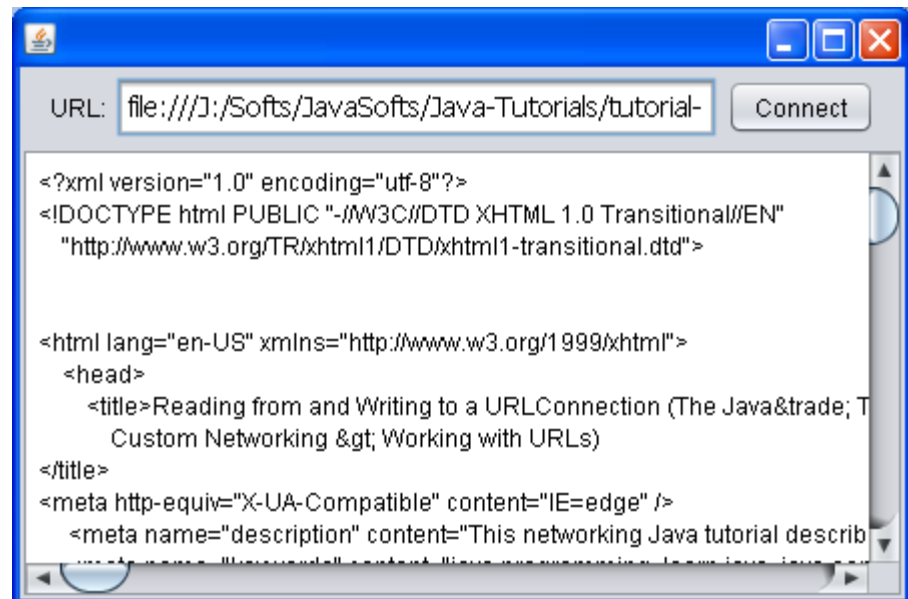 URL: file:///J:/Softs/JavaSofts/Java-Tutorials/tutorial- Connect
<?xml version="1.0" encoding="utf-8"?>
<!DOCTYPE html PUBLIC "-//W3C//DTD XHTML 1.0 Transitional//EN"
"http://www.w3.org/TR/xhtml1/DTD/xhtml1-transitional.dtd">
<html lang="en-US" xmlns="http://www.w3.org/1999/xhtml">
<head>
<title>Reading from and Writing to a URLConnection (The Java&trade; T
Custom Networking &gt; Working with URLs)
</title>
<meta http-equiv="X-UA-Compatible" content="IE=edge" />
<meta name="description" content="This networking Java tutorial describ